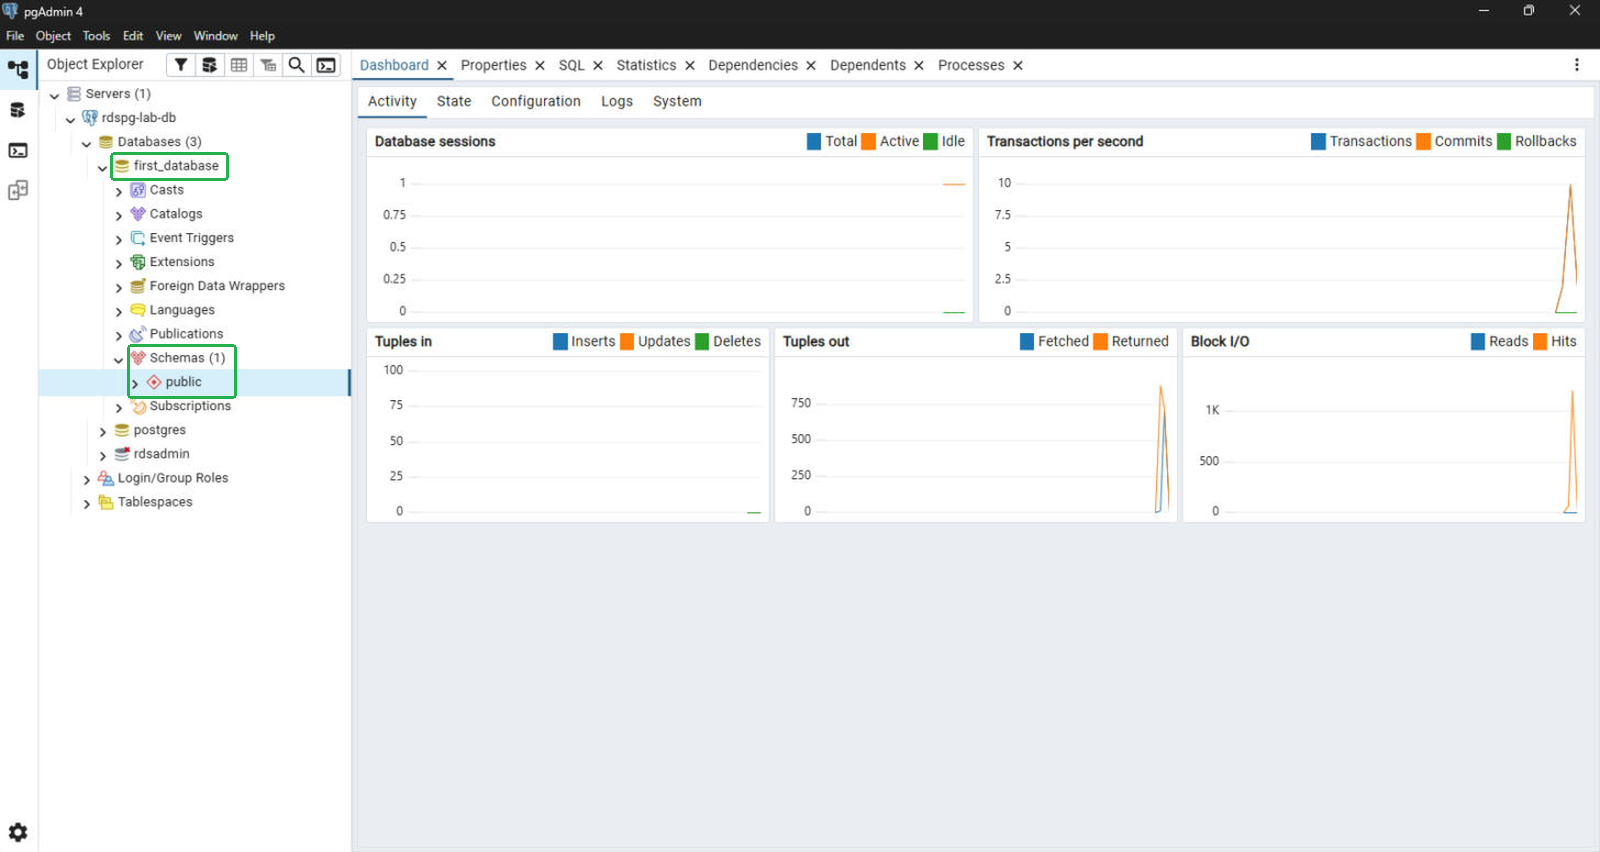 pgAdmin 4
File Object Tools Edit View Window Help
Object Explorer
Dashboard Properties SQL Statistics Dependencies Dependents Processes
Servers (1)
rdspg-lab-db
Databases (3)
first_database
Casts
Catalogs
Event Triggers
Extensions
Foreign Data Wrappers
Languages
Publications
Schemas (1)
public
Subscriptions
postgres
rdsadmin
Login/Group Roles
Tablespaces
Activity State Configuration Logs System
Database sessions Total Active Idle
1
0.75
0.5
0.25
0
Transactions per second Transactions Commits Rollbacks
10
7.5
5
2.5
0
Tuples in Inserts Updates Deletes
100
75
50
25
0
Tuples out Fetched Returned
750
500
250
0
Block I/O Reads Hits
1K
500
0